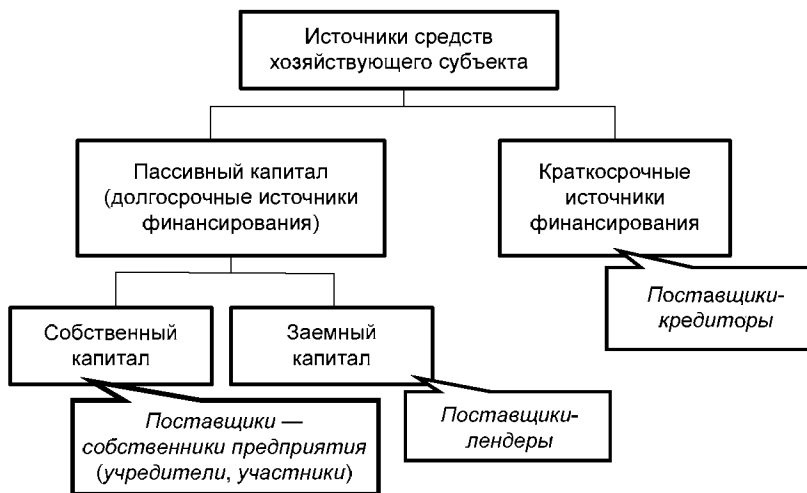 Источники средств
хозяйствующего субъекта
Пассивный капитал
(долгосрочные источники
финансирования)
Краткосрочные
источники
финансирования
Поставщики-
кредиторы
Собственный
капитал
Заемный
капитал
Поставщики —
собственники предприятия
(учредители, участники)
Поставщики-
лендеры